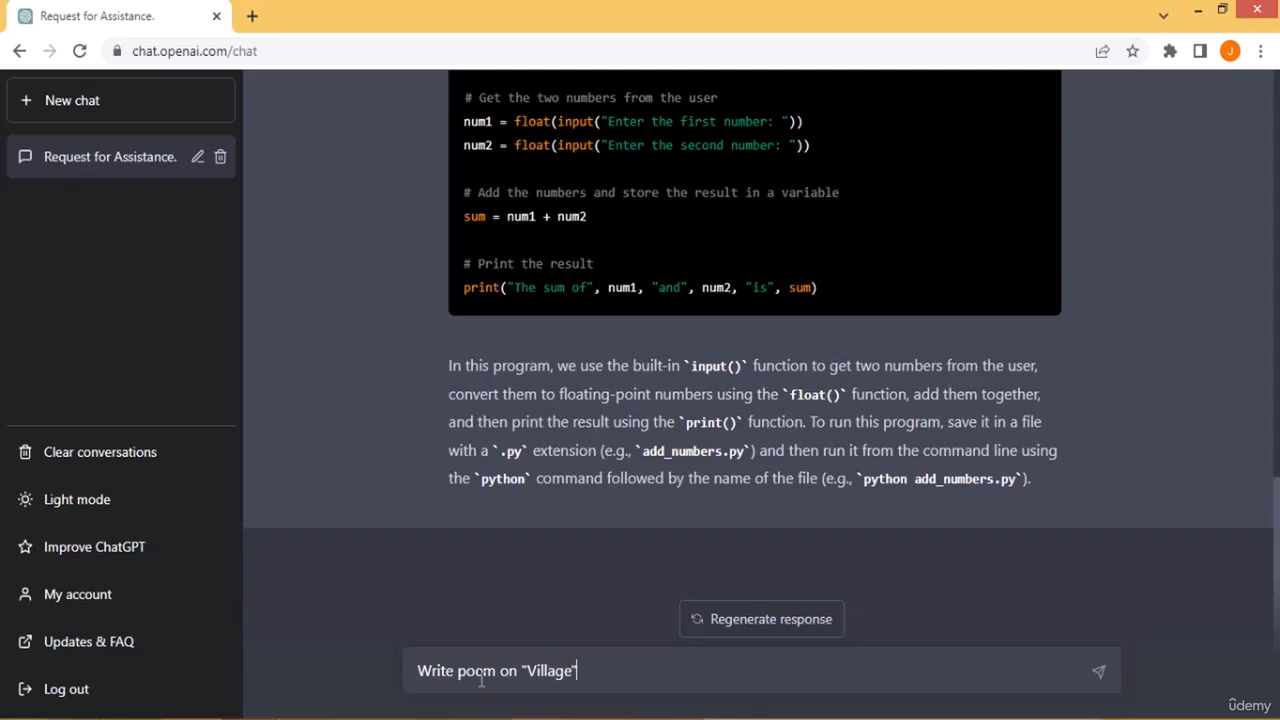 Request for Assistance.
chat.openai.com/chat
J
New chat
Request for Assistance.
Clear conversations
Light mode
Improve ChatGPT
My account
Updates & FAQ
Log out
# Get the two numbers from the user
num1 = float(input("Enter the first number: "))
num2 = float(input("Enter the second number: "))
# Add the numbers and store the result in a variable
sum = num1 + num2
# Print the result
print("The sum of", num1, "and", num2, "is", sum)
In this program, we use the built-in `input()` function to get two numbers from the user,
convert them to floating-point numbers using the `float()` function, add them together,
and then print the result using the `print()` function. To run this program, save it in a file
with a `.py` extension (e.g., `add_numbers.py`) and then run it from the command line using
the `python` command followed by the name of the file (e.g., `python add_numbers.py`).
Regenerate response
Write poom on "Village"
ûdemy